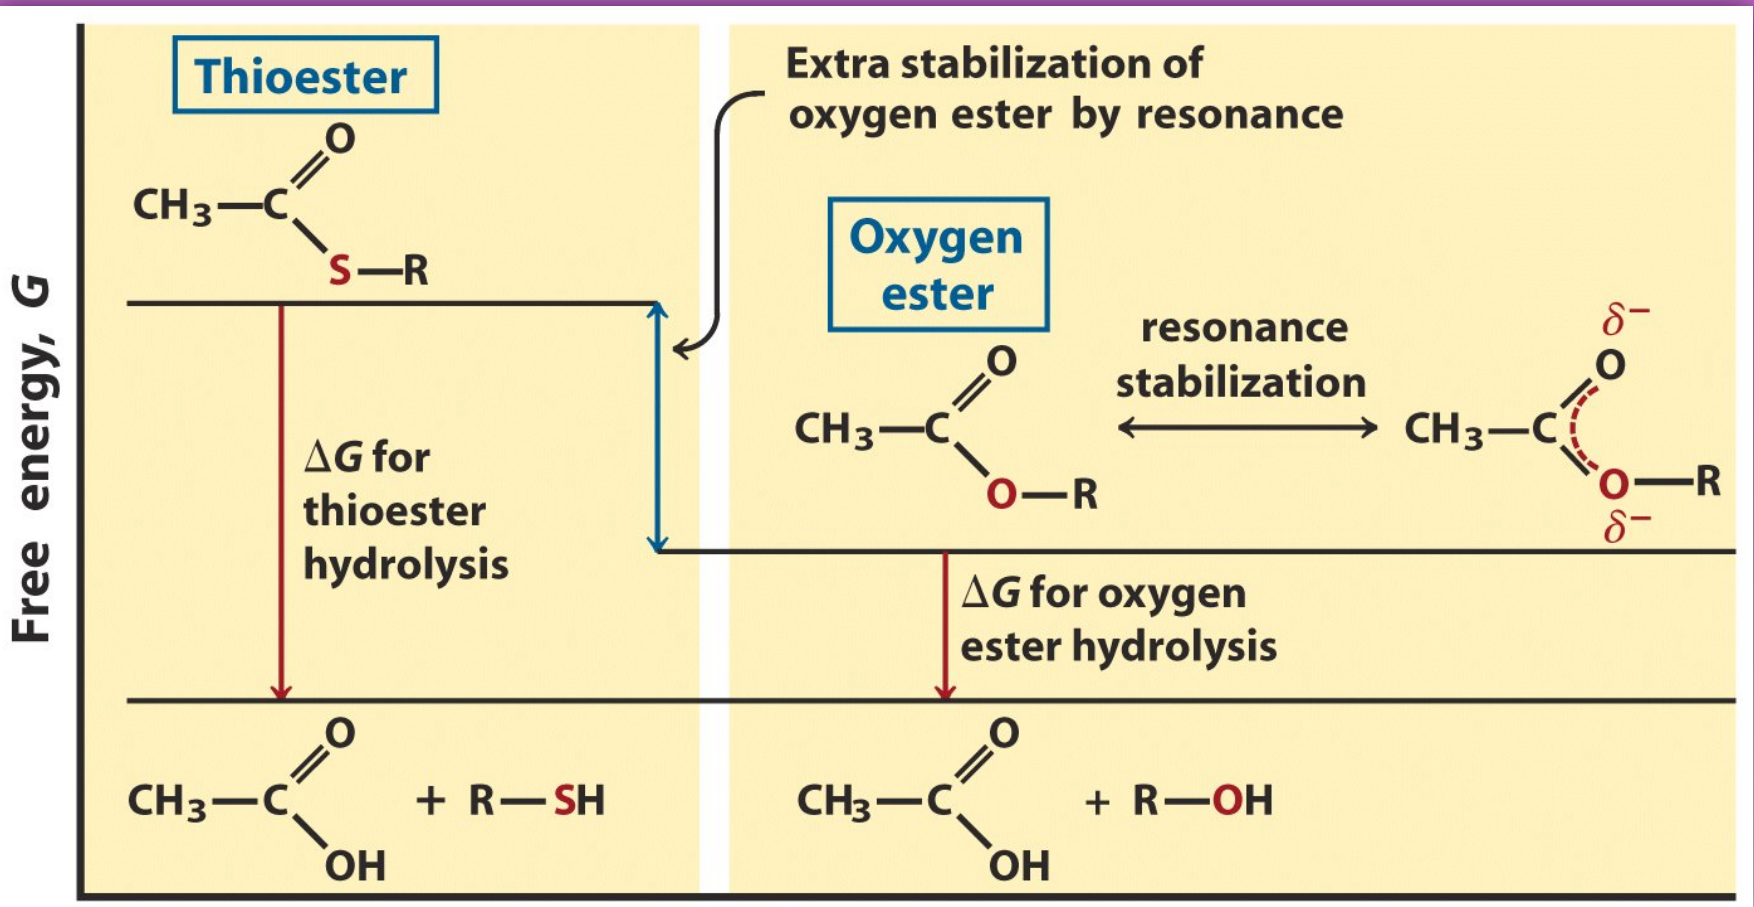 Free energy, G
Thioester
O
CH₃—C
S—R
ΔG for
thioester
hydrolysis
O
CH₃—C + R—SH
OH
Extra stabilization of
oxygen ester by resonance
Oxygen
ester
O
CH₃—C
O—R
resonance
stabilization
δ−
O
CH₃—C
O—R
δ−
ΔG for oxygen
ester hydrolysis
O
CH₃—C + R—OH
OH